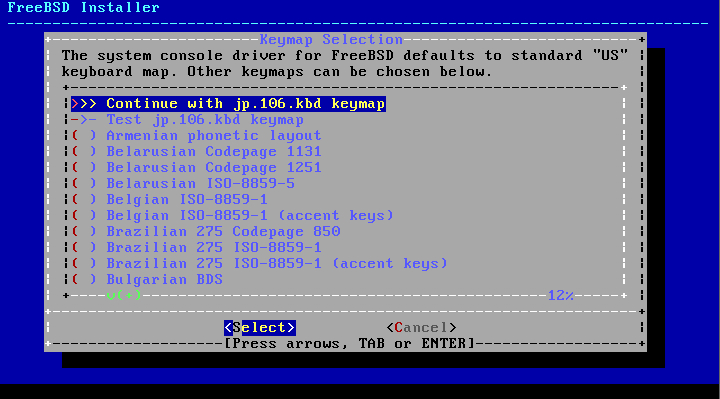 FreeBSD Installer
Keymap Selection
The system console driver for FreeBSD defaults to standard "US"
keyboard map. Other keymaps can be chosen below.
>>> Continue with jp.106.kbd keymap
->- Test jp.106.kbd keymap
( ) Armenian phonetic layout
( ) Belarusian Codepage 1131
( ) Belarusian Codepage 1251
( ) Belarusian ISO-8859-5
( ) Belgian ISO-8859-1
( ) Belgian ISO-8859-1 (accent keys)
( ) Brazilian 275 Codepage 850
( ) Brazilian 275 ISO-8859-1
( ) Brazilian 275 ISO-8859-1 (accent keys)
( ) Bulgarian BDS
v(+) 12%
<Select> <Cancel>
[Press arrows, TAB or ENTER]